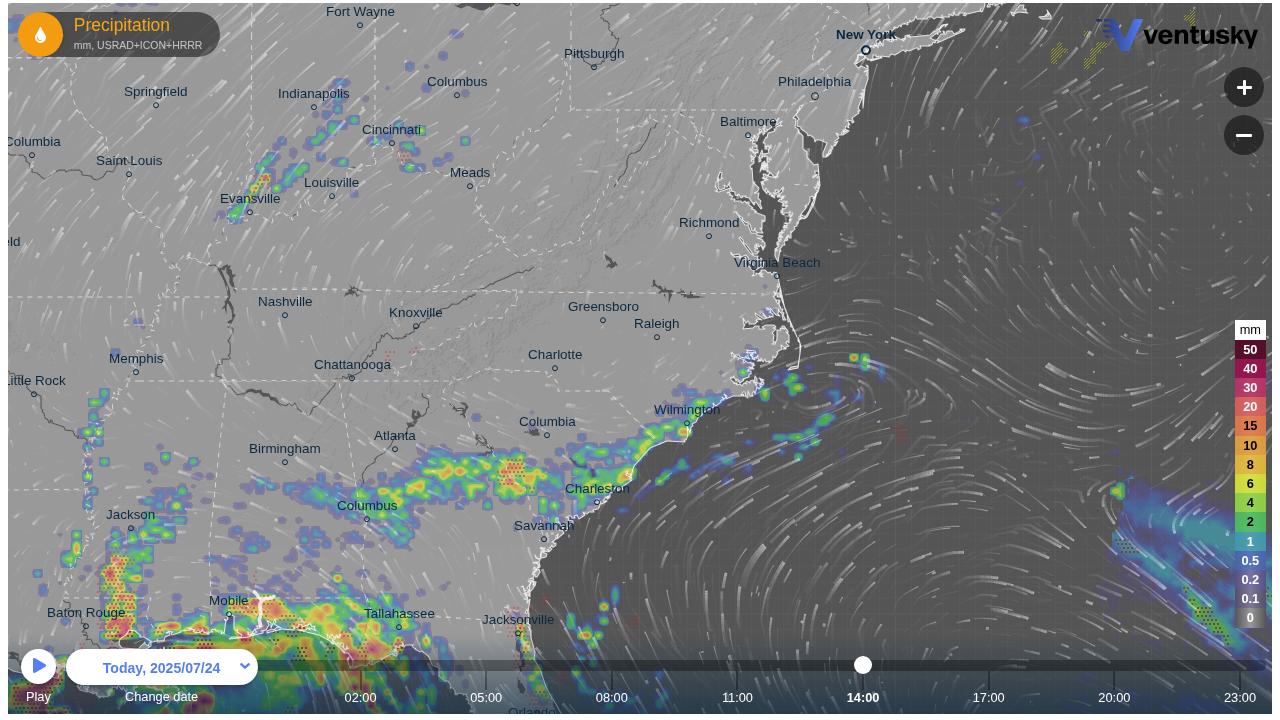 Precipitation
mm, USRAD+ICON+HRRR
Fort Wayne
New York
ventusky
Pittsburgh
Springfield
Indianapolis
Columbus
Philadelphia
Columbia
Cincinnati
Baltimore
Saint Louis
Meads
Evansville
Louisville
eld
Richmond
Virginia Beach
Nashville
Knoxville
Greensboro
Raleigh
Memphis
Chattanooga
Charlotte
Little Rock
Wilmington
Columbia
Birmingham
Atlanta
Charleston
Columbus
Jackson
Savannah
Mobile
Baton Rouge
Tallahassee
Jacksonville
Orlando
mm
50
40
30
20
15
10
8
6
4
2
1
0.5
0.2
0.1
0
Today, 2025/07/24
Play
Change date
02:00
05:00
08:00
11:00
14:00
17:00
20:00
23:00